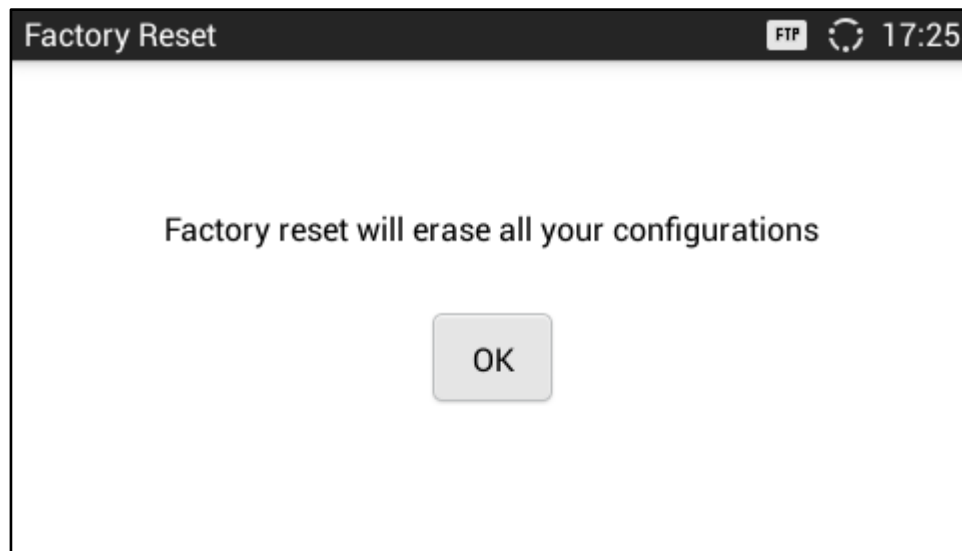 Factory Reset FTP 17:25
Factory reset will erase all your configurations
OK